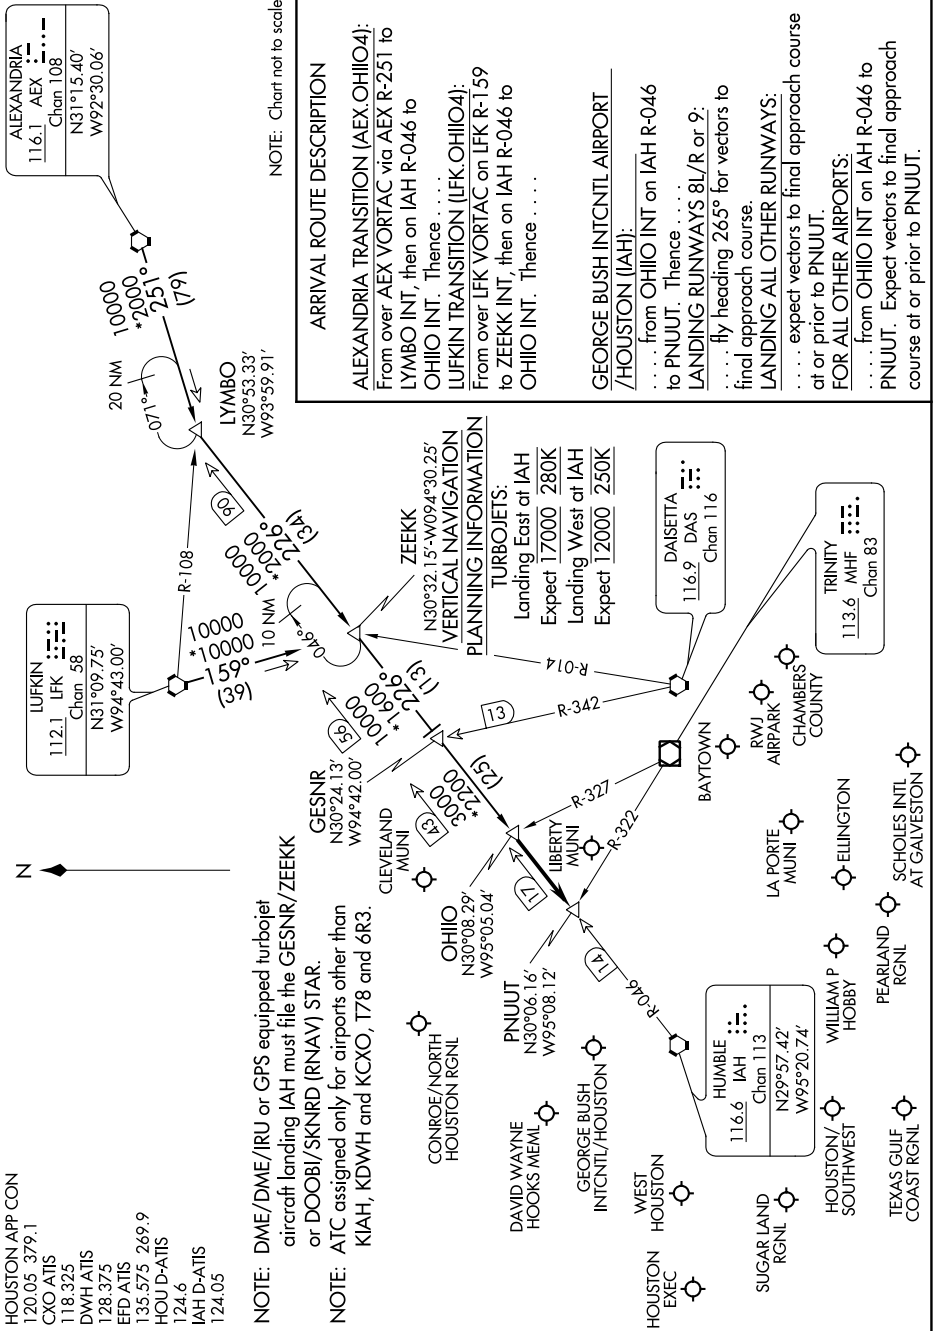 HOUSTON APP CON
120.05 379.1
CXO ATIS
118.325
DWH ATIS
128.375
EFD ATIS
135.575 269.9
HOU D-ATIS
124.6
IAH D-ATIS
124.05
NOTE: DME/DME/IRU or GPS equipped turbojet
aircraft landing IAH must file the GESNR/ZEEKK
or DOOBI/SKNRD (RNAV) STAR.
NOTE: ATC assigned only for airports other than
KIAH, KDWH and KCXO, T78 and 6R3.
N
LUFKIN
112.1 LFK
Chan 58
N31°09.75'
W94°43.00'
ALEXANDRIA
116.1 AEX
Chan 108
N31°15.40'
W92°30.06'
NOTE: Chart not to scale
10000
*2000
251°
(79)
20 NM
071°
LYMBO
N30°53.33'
W93°59.91'
R-108
90
10000
*2000
226°
(34)
10000
*10000
159°
(39)
10 NM
046°
ZEEKK
N30°32.15'-W094°30.25'
VERTICAL NAVIGATION
PLANNING INFORMATION
TURBOJETS:
Landing East at IAH
Expect 17000 280K
Landing West at IAH
Expect 12000 250K
56
10000
*1600
226°
(13)
GESNR
N30°24.13'
W94°42.00'
R-014
R-342
13
DAISETTA
116.9 DAS
Chan 116
43
3000
*2200
(25)
CLEVELAND
MUNI
OHIIO
N30°08.29'
W95°05.04'
17
LIBERTY
MUNI
R-327
R-322
TRINITY
113.6 MHF
Chan 83
PNUUT
N30°06.16'
W95°08.12'
14
R-046
HUMBLE
116.6 IAH
Chan 113
N29°57.42'
W95°20.74'
CONROE/NORTH
HOUSTON RGNL
DAVID WAYNE
HOOKS MEML
GEORGE BUSH
INTCNTL/HOUSTON
WEST
HOUSTON
HOUSTON
EXEC
SUGAR LAND
RGNL
HOUSTON/
SOUTHWEST
TEXAS GULF
COAST RGNL
WILLIAM P
HOBBY
PEARLAND
RGNL
ELLINGTON
LA PORTE
MUNI
SCHOLES INTL
AT GALVESTON
BAYTOWN
RWJ
AIRPARK
CHAMBERS
COUNTY
ARRIVAL ROUTE DESCRIPTION
ALEXANDRIA TRANSITION (AEX.OHIIO4):
From over AEX VORTAC via AEX R-251 to
LYMBO INT, then on IAH R-046 to
OHIIO INT. Thence . . . .
LUFKIN TRANSITION (LFK.OHIIO4):
From over LFK VORTAC on LFK R-159
to ZEEKK INT, then on IAH R-046 to
OHIIO INT. Thence . . . .
GEORGE BUSH INTCNTL AIRPORT
/HOUSTON (IAH):
. . . . from OHIIO INT on IAH R-046
to PNUUT. Thence . . . .
LANDING RUNWAYS 8L/R or 9:
. . . . fly heading 265° for vectors to
final approach course.
LANDING ALL OTHER RUNWAYS:
. . . . expect vectors to final approach course
at or prior to PNUUT.
FOR ALL OTHER AIRPORTS:
. . . . from OHIIO INT on IAH R-046 to
PNUUT. Expect vectors to final approach
course at or prior to PNUUT.